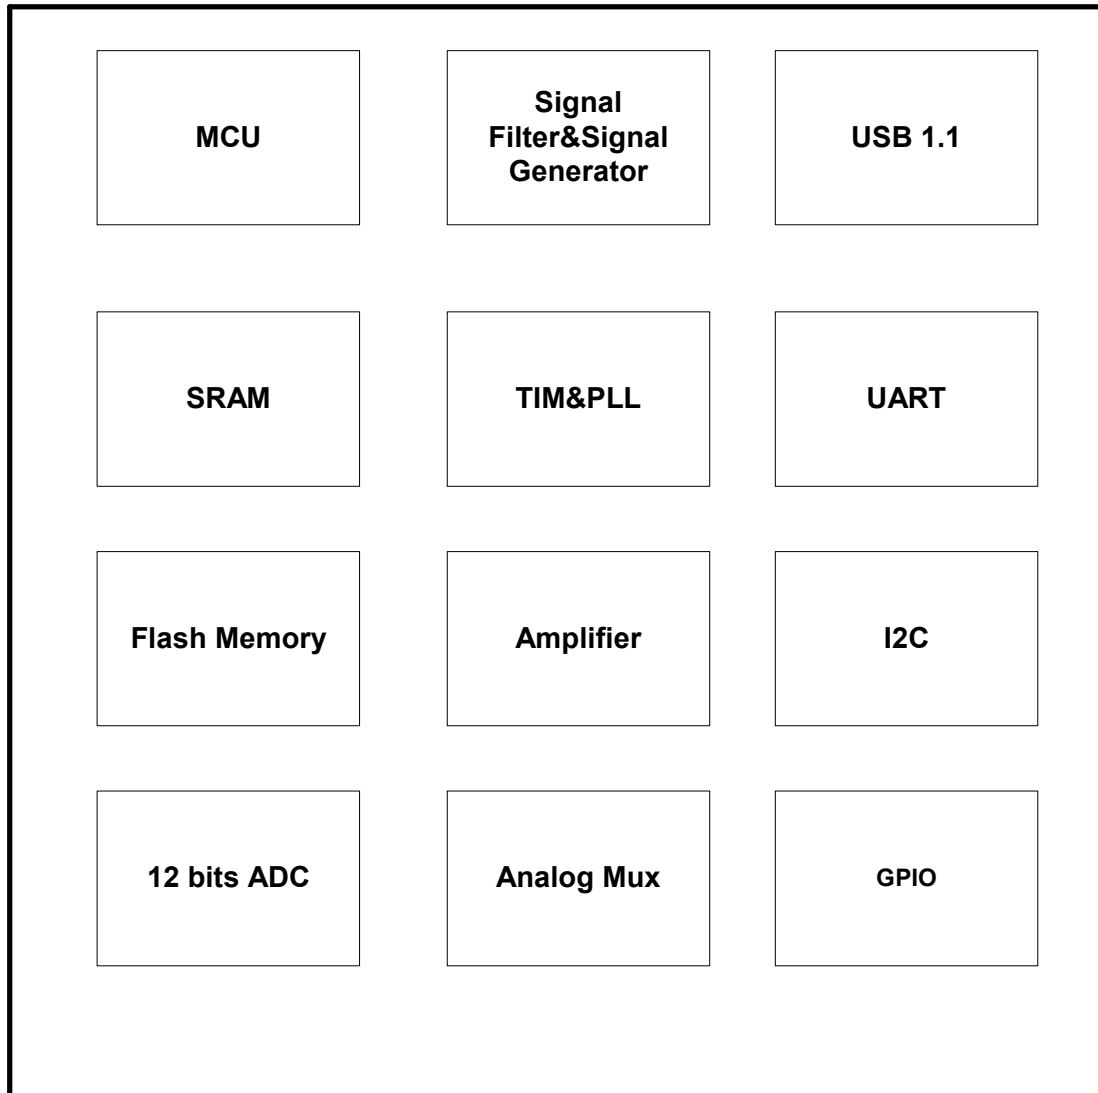 MCU
Signal
Filter&Signal
Generator
USB 1.1
SRAM
TIM&PLL
UART
Flash Memory
Amplifier
I2C
12 bits ADC
Analog Mux
GPIO